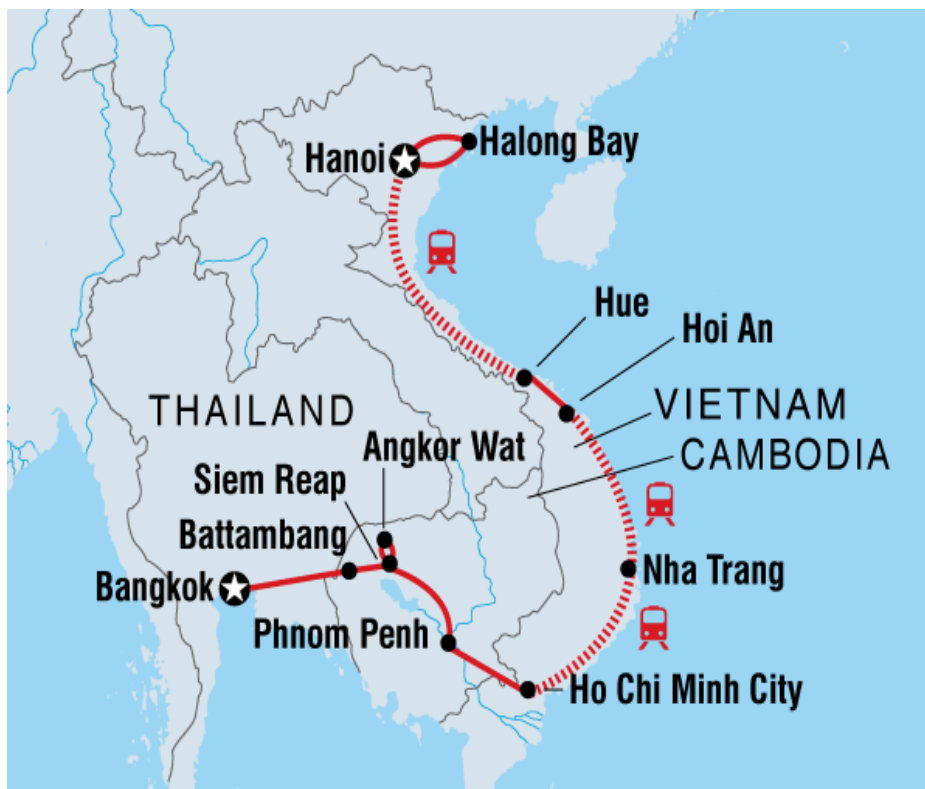 Halong Bay
Hanoi
Hue
Hoi An
THAILAND
VIETNAM
Angkor Wat
CAMBODIA
Siem Reap
Battambang
Bangkok
Nha Trang
Phnom Penh
Ho Chi Minh City